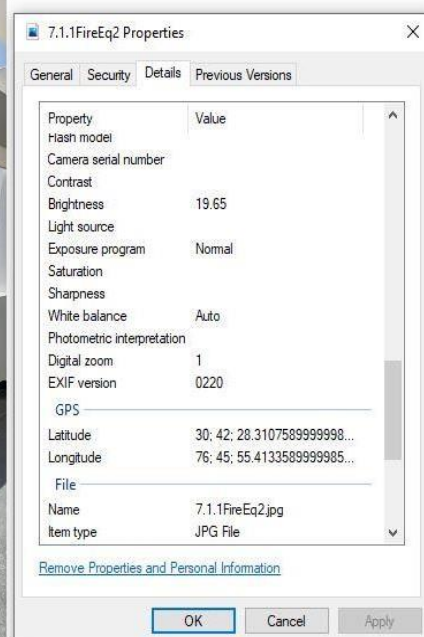 7.1.1FireEq2 Properties
General Security Details Previous Versions
Property Value
Flash model
Camera serial number
Contrast
Brightness 19.65
Light source
Exposure program Normal
Saturation
Sharpness
White balance Auto
Photometric interpretation
Digital zoom 1
EXIF version 0220
GPS
Latitude 30; 42; 28.3107589999998...
Longitude 76; 45; 55.4133589999985...
File
Name 7.1.1FireEq2.jpg
Item type JPG File
Remove Properties and Personal Information
OK Cancel Apply